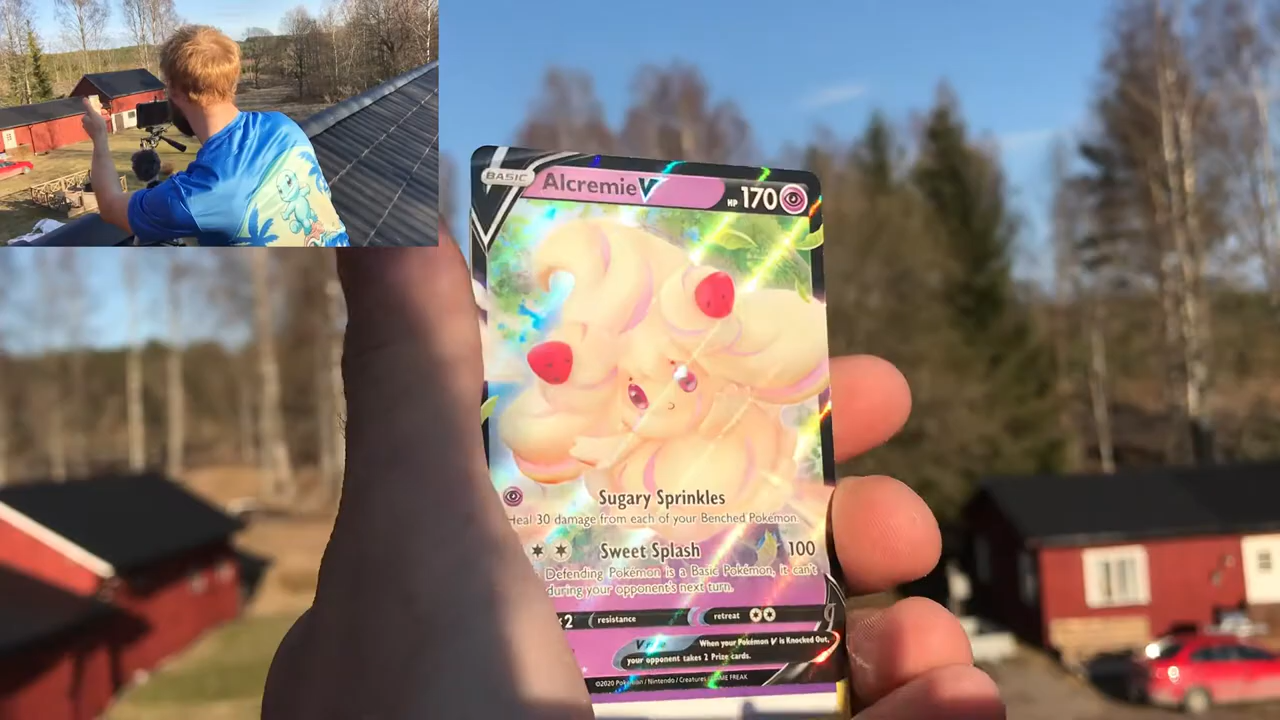 BASIC
Alcremie V
HP 170
Sugary Sprinkles
Heal 30 damage from each of your Benched Pokémon.
Sweet Splash 100
Defending Pokémon is a Basic Pokémon, it can't
during your opponent's next turn.
×2 resistance retreat
When your Pokémon V is Knocked Out,
your opponent takes 2 Prize cards.
©2020 Pokémon / Nintendo / Creatures / GAME FREAK